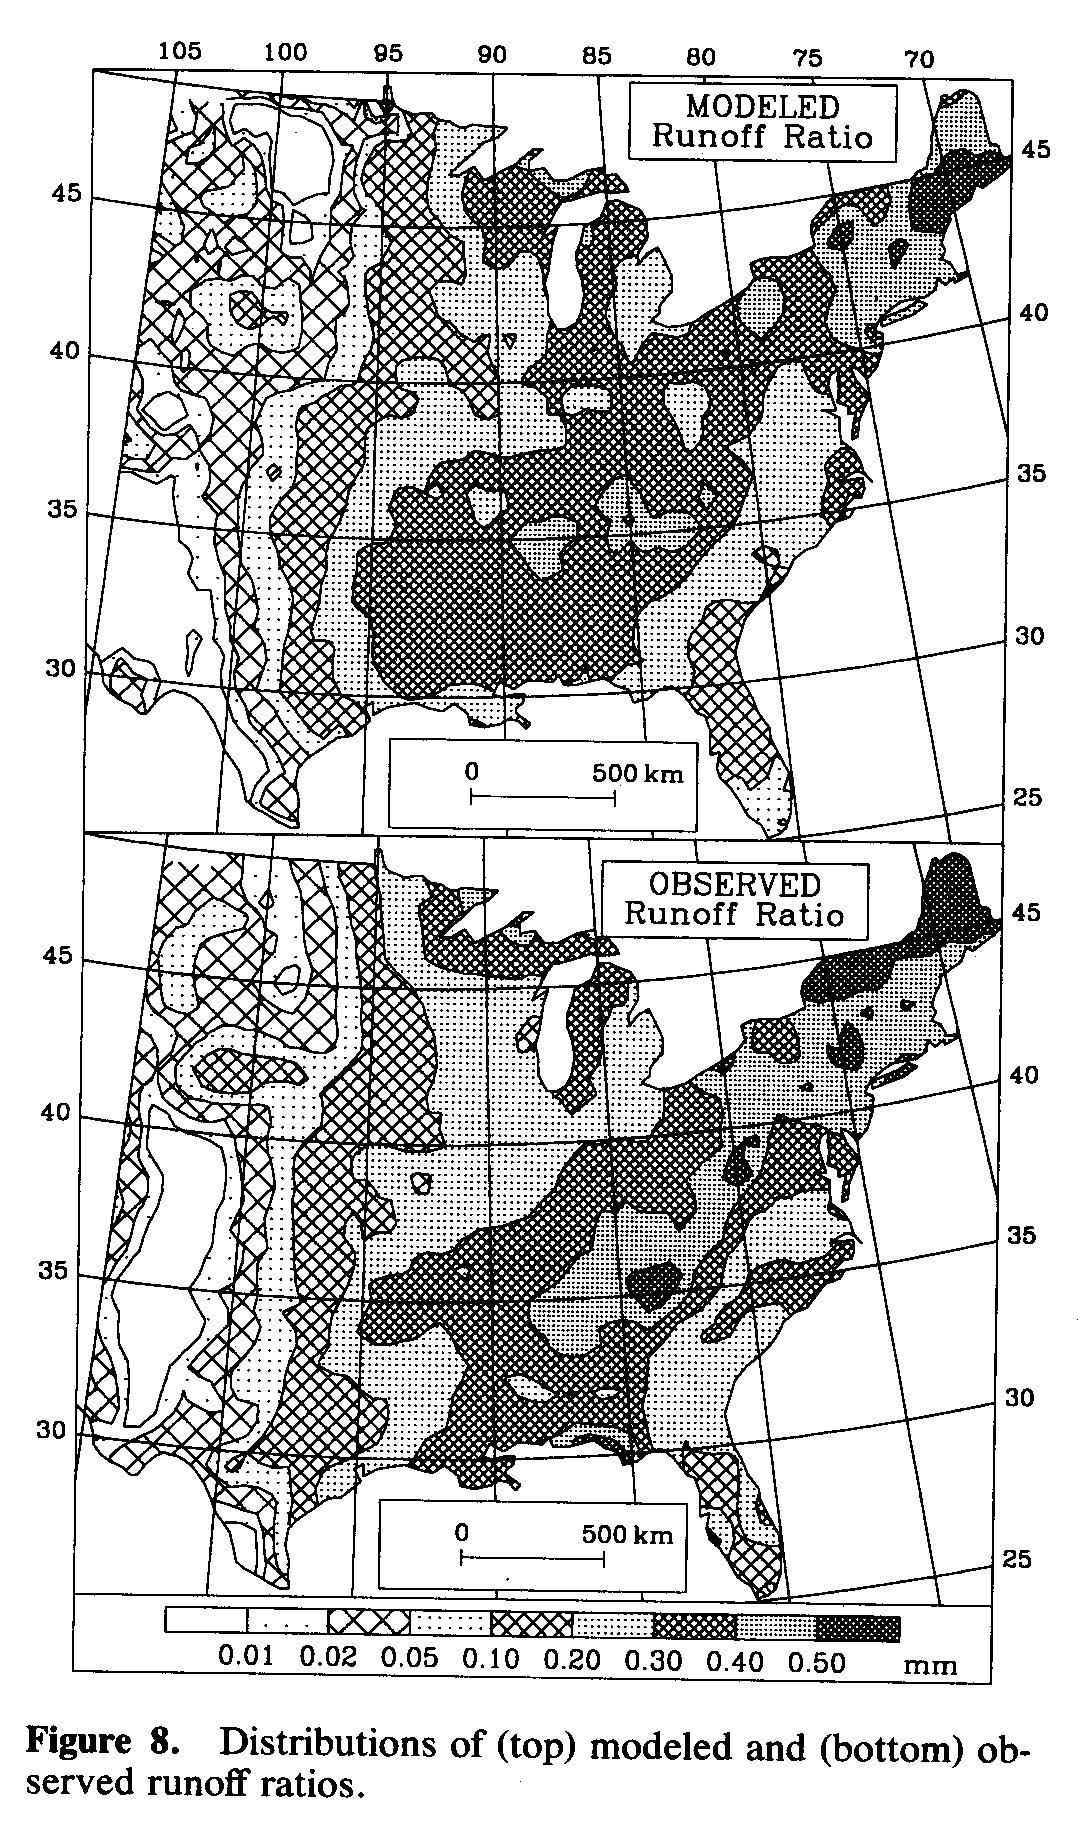 105 100 95 90 85 80 75 70
MODELED
Runoff Ratio
45
45
40
40
35
35
30
30
25
0 500 km
OBSERVED
Runoff Ratio
45
45
40
40
35
35
30
30
25
0 500 km
0.01 0.02 0.05 0.10 0.20 0.30 0.40 0.50 mm
Figure 8. Distributions of (top) modeled and (bottom) ob-
served runoff ratios.